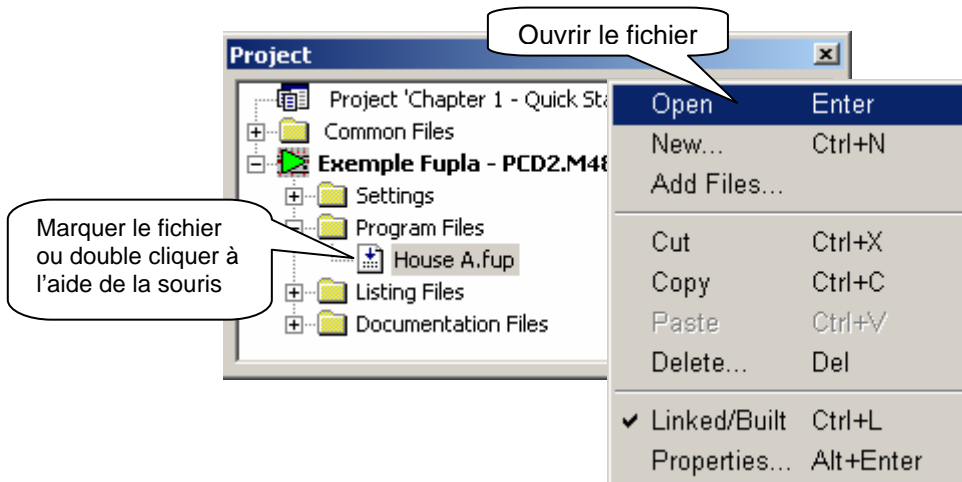 Ouvrir le fichier
Project
Project 'Chapter 1 - Quick Sta
Common Files
Exemple Fupla - PCD2.M48
Settings
Program Files
House A.fup
Listing Files
Documentation Files
Marquer le fichier
ou double cliquer à
l'aide de la souris
Open Enter
New... Ctrl+N
Add Files...
Cut Ctrl+X
Copy Ctrl+C
Paste Ctrl+V
Delete... Del
Linked/Built Ctrl+L
Properties... Alt+Enter